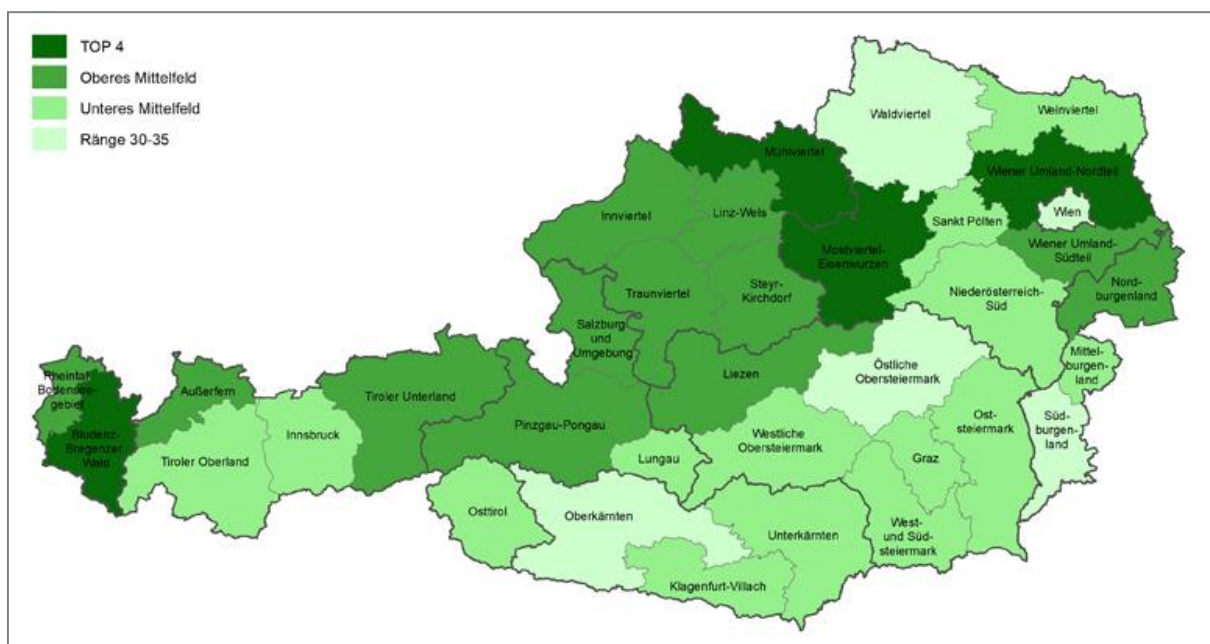 TOP 4
Oberes Mittelfeld
Unteres Mittelfeld
Ränge 30-35
Waldviertel
Weinviertel
Mühlviertel
Wiener Umland-Nordteil
Innviertel
Linz-Wels
Sankt Pölten
Wien
Mostviertel-
Eisenwurzen
Wiener Umland-
Südteil
Traunviertel
Steyr-
Kirchdorf
Niederösterreich-
Süd
Nord-
burgenland
Salzburg
und
Umgebung
Mittel-
burgen-
land
Rheintal-
Bodensee-
gebiet
Außerfern
Tiroler Unterland
Liezen
Östliche
Obersteiermark
Bludenz-
Bregenzer
Wald
Innsbruck
Pinzgau-Pongau
Ost-
steiermark
Süd-
burgen-
land
Tiroler Oberland
Lungau
Westliche
Obersteiermark
Graz
Osttirol
Oberkärnten
Unterkärnten
West-
und Süd-
steiermark
Klagenfurt-Villach